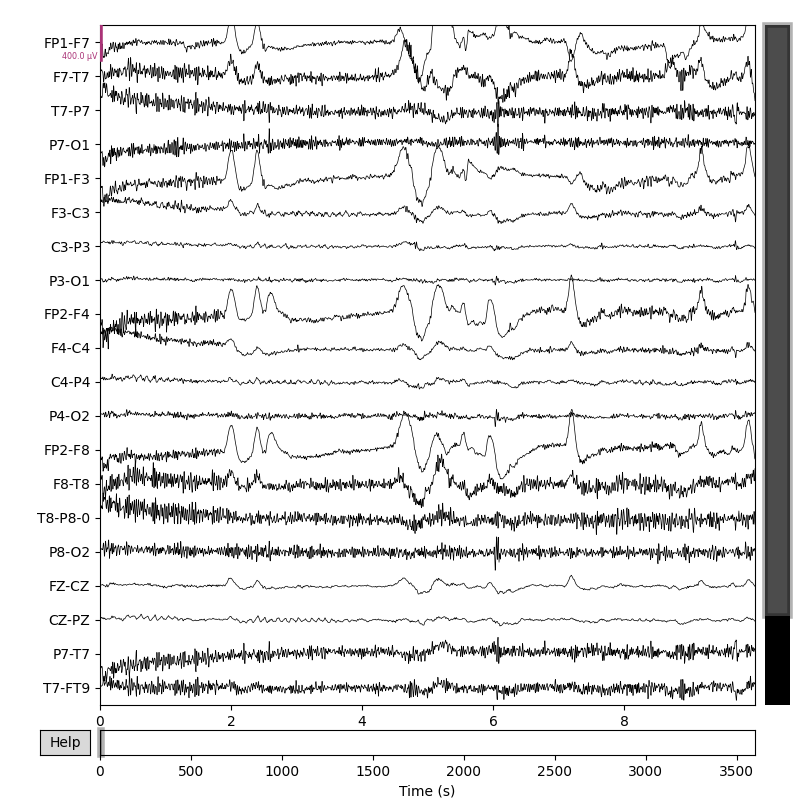 FP1-F7
400.0 µV
F7-T7
T7-P7
P7-O1
FP1-F3
F3-C3
C3-P3
P3-O1
FP2-F4
F4-C4
C4-P4
P4-O2
FP2-F8
F8-T8
T8-P8-0
P8-O2
FZ-CZ
CZ-PZ
P7-T7
T7-FT9
0 2 4 6 8
Help
0 500 1000 1500 2000 2500 3000 3500
Time (s)